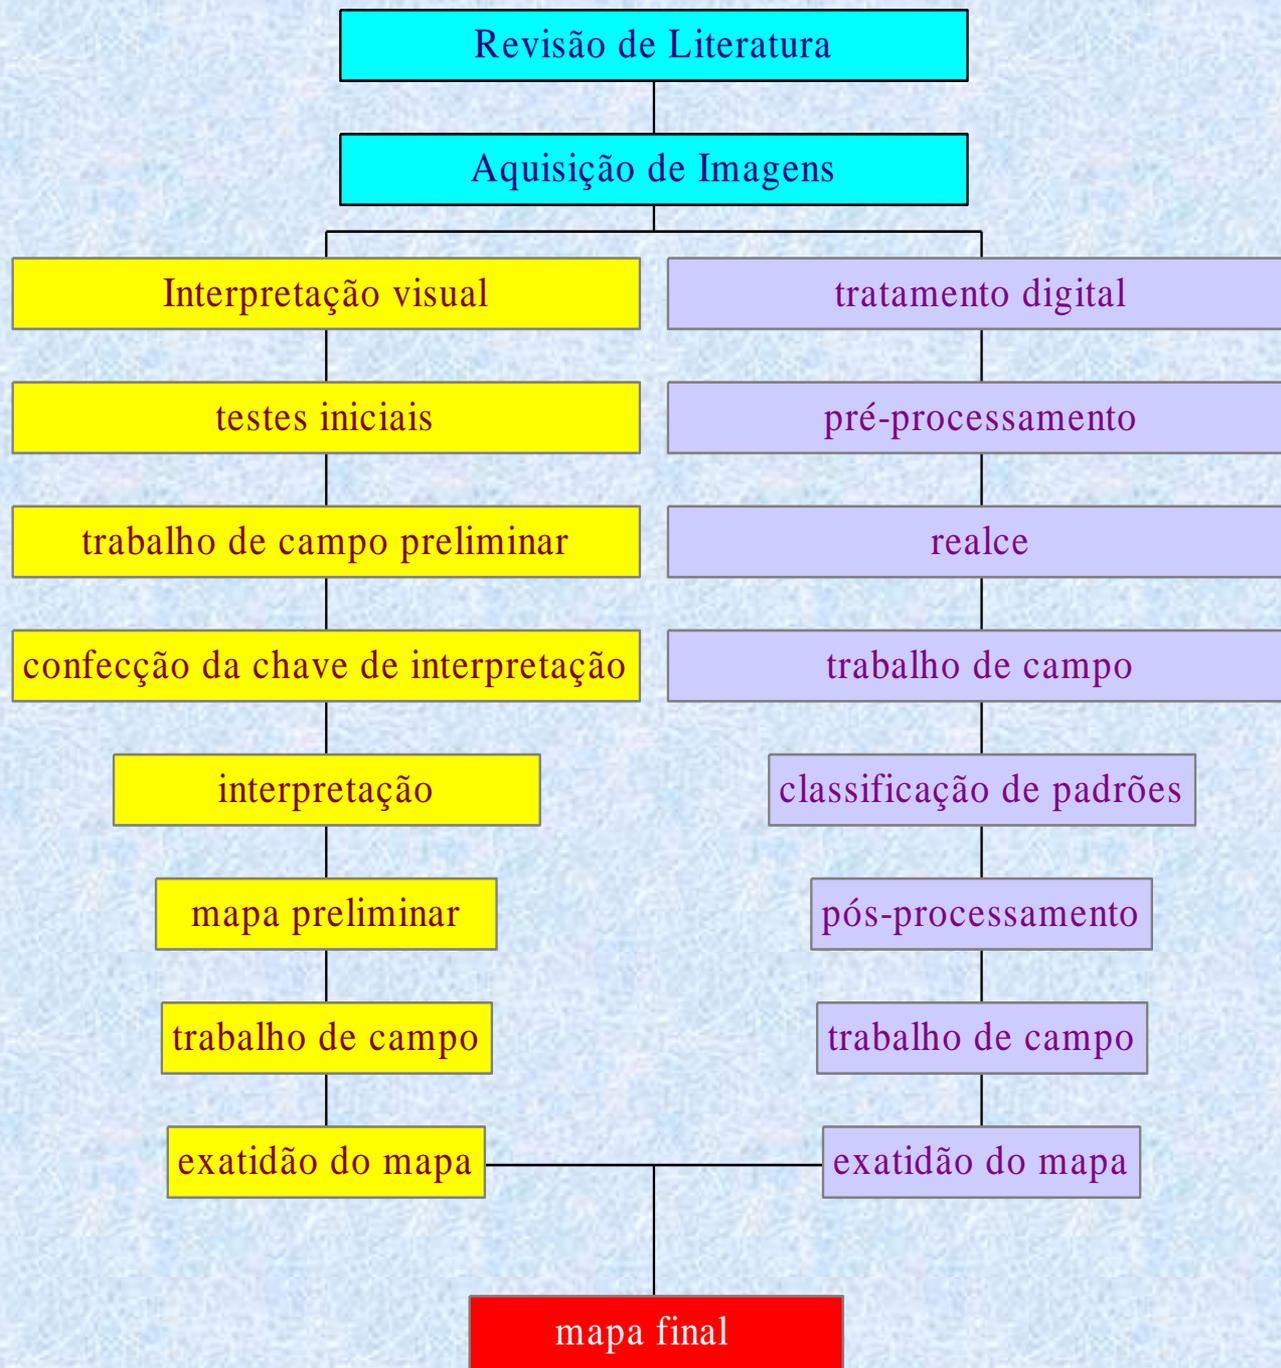 Revisão de Literatura
Aquisição de Imagens
Interpretação visual
testes iniciais
trabalho de campo preliminar
confecção da chave de interpretação
interpretação
mapa preliminar
trabalho de campo
exatidão do mapa
tratamento digital
pré-processamento
realce
trabalho de campo
classificação de padrões
pós-processamento
trabalho de campo
exatidão do mapa
mapa final